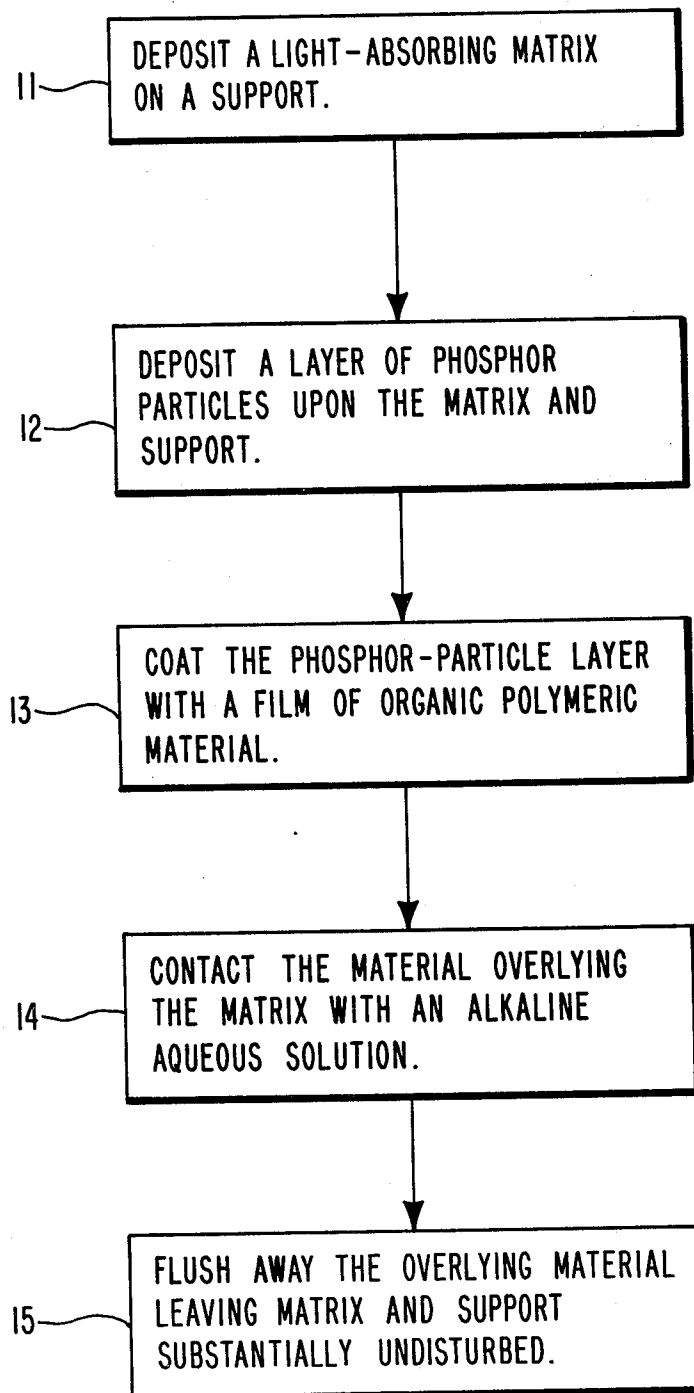 11
DEPOSIT A LIGHT-ABSORBING MATRIX
ON A SUPPORT.
12
DEPOSIT A LAYER OF PHOSPHOR
PARTICLES UPON THE MATRIX AND
SUPPORT.
13
COAT THE PHOSPHOR-PARTICLE LAYER
WITH A FILM OF ORGANIC POLYMERIC
MATERIAL.
14
CONTACT THE MATERIAL OVERLYING
THE MATRIX WITH AN ALKALINE
AQUEOUS SOLUTION.
15
FLUSH AWAY THE OVERLYING MATERIAL
LEAVING MATRIX AND SUPPORT
SUBSTANTIALLY UNDISTURBED.